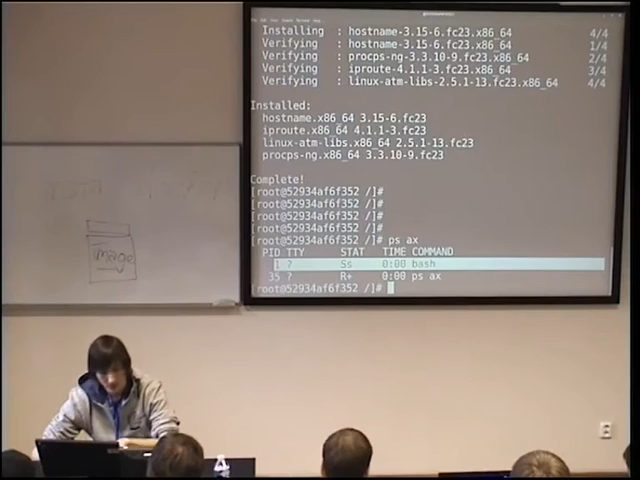 Installing : hostname-3.15-6.fc23.x86_64 4/4
Verifying : hostname-3.15-6.fc23.x86_64 1/4
Verifying : procps-ng-3.3.10-9.fc23.x86_64 2/4
Verifying : iproute-4.1.1-3.fc23.x86_64 3/4
Verifying : linux-atm-libs-2.5.1-13.fc23.x86_64 4/4
Installed:
hostname.x86_64 3.15-6.fc23
iproute.x86_64 4.1.1-3.fc23
linux-atm-libs.x86_64 2.5.1-13.fc23
procps-ng.x86_64 3.3.10-9.fc23
Complete!
[root@52934af6f352 /]#
[root@52934af6f352 /]#
[root@52934af6f352 /]#
[root@52934af6f352 /]#
[root@52934af6f352 /]# ps ax
PID TTY STAT TIME COMMAND
1 ? Ss 0:00 bash
35 ? R+ 0:00 ps ax
[root@52934af6f352 /]#
image